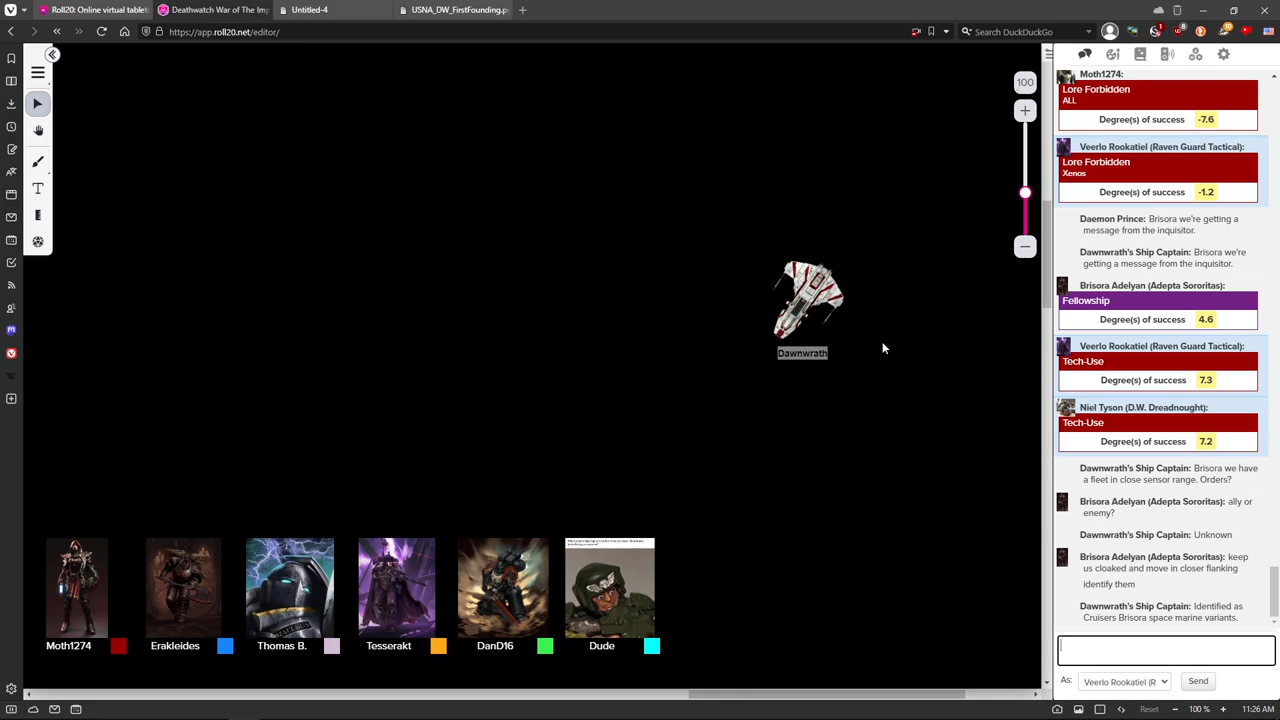 Roll20: Online virtual tablet
Deathwatch War of The Imp
Untitled-4
USNA_DW_FirstFounding.p
https://app.roll20.net/editor/
Search DuckDuckGo
100
Dawnwrath
Moth1274
Erakleides
Thomas B.
Tesserakt
DanD16
Dude
Moth1274:
Lore Forbidden
ALL
Degree(s) of success -7.6
Veerlo Rookatiel (Raven Guard Tactical):
Lore Forbidden
Xenos
Degree(s) of success -1.2
Daemon Prince: Brisora we're getting a
message from the inquisitor.
Dawnwrath's Ship Captain: Brisora we're
getting a message from the inquisitor.
Brisora Adelyan (Adepta Sororitas):
Fellowship
Degree(s) of success 4.6
Veerlo Rookatiel (Raven Guard Tactical):
Tech-Use
Degree(s) of success 7.3
Niel Tyson (D.W. Dreadnought):
Tech-Use
Degree(s) of success 7.2
Dawnwrath's Ship Captain: Brisora we have
a fleet in close sensor range. Orders?
Brisora Adelyan (Adepta Sororitas): ally or
enemy?
Dawnwrath's Ship Captain: Unknown
Brisora Adelyan (Adepta Sororitas): keep
us cloaked and move in closer flanking
identify them
Dawnwrath's Ship Captain: Identified as
Cruisers Brisora space marine variants.
As: Veerlo Rookatiel (R
Send
Reset
100 %
11:26 AM